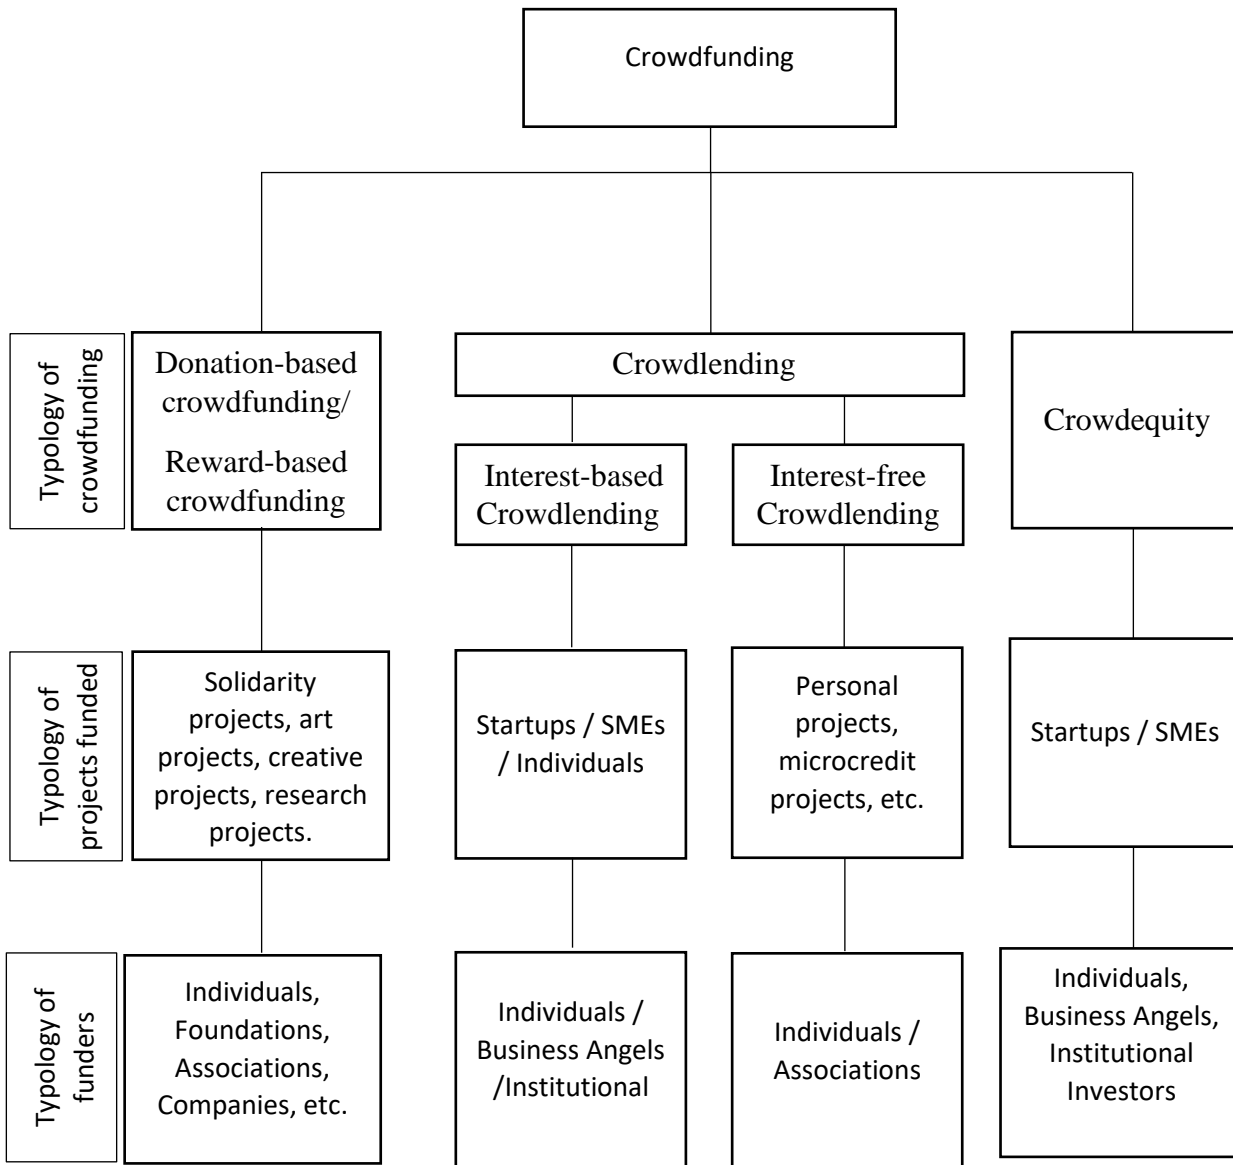 Crowdfunding
Typology of
crowdfunding
Donation-based
crowdfunding/
Reward-based
crowdfunding
Crowdlending
Interest-based
Crowdlending
Interest-free
Crowdlending
Crowdequity
Typology of
projects funded
Solidarity
projects, art
projects, creative
projects, research
projects.
Startups / SMEs
/ Individuals
Personal
projects,
microcredit
projects, etc.
Startups / SMEs
Typology of
funders
Individuals,
Foundations,
Associations,
Companies, etc.
Individuals /
Business Angels
/Institutional
Individuals /
Associations
Individuals,
Business Angels,
Institutional
Investors